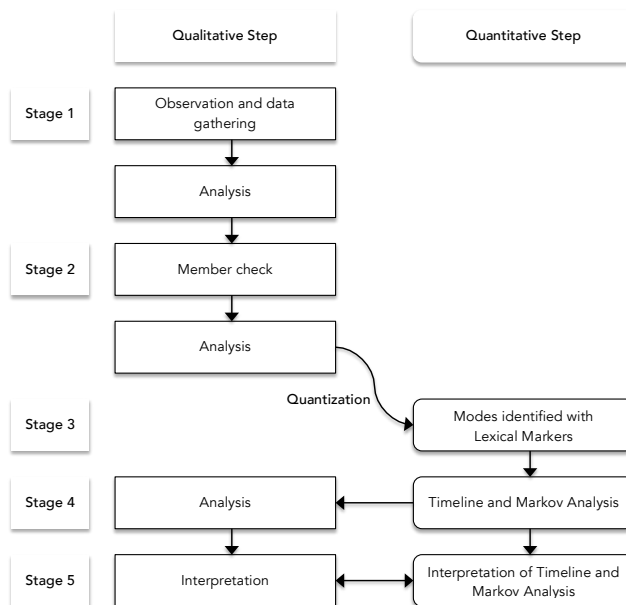 Qualitative Step
Quantitative Step
Stage 1
Observation and data
gathering
Analysis
Stage 2
Member check
Analysis
Quantization
Stage 3
Modes identified with
Lexical Markers
Stage 4
Analysis
Timeline and Markov Analysis
Stage 5
Interpretation
Interpretation of Timeline and
Markov Analysis